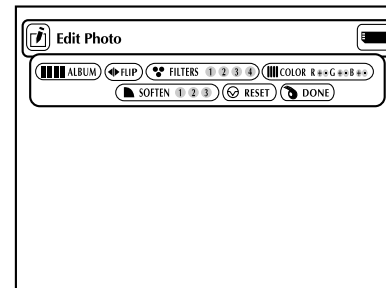 Edit Photo
ALBUM FLIP FILTERS 1 2 3 4 COLOR R G B
SOFTEN 1 2 3 RESET DONE